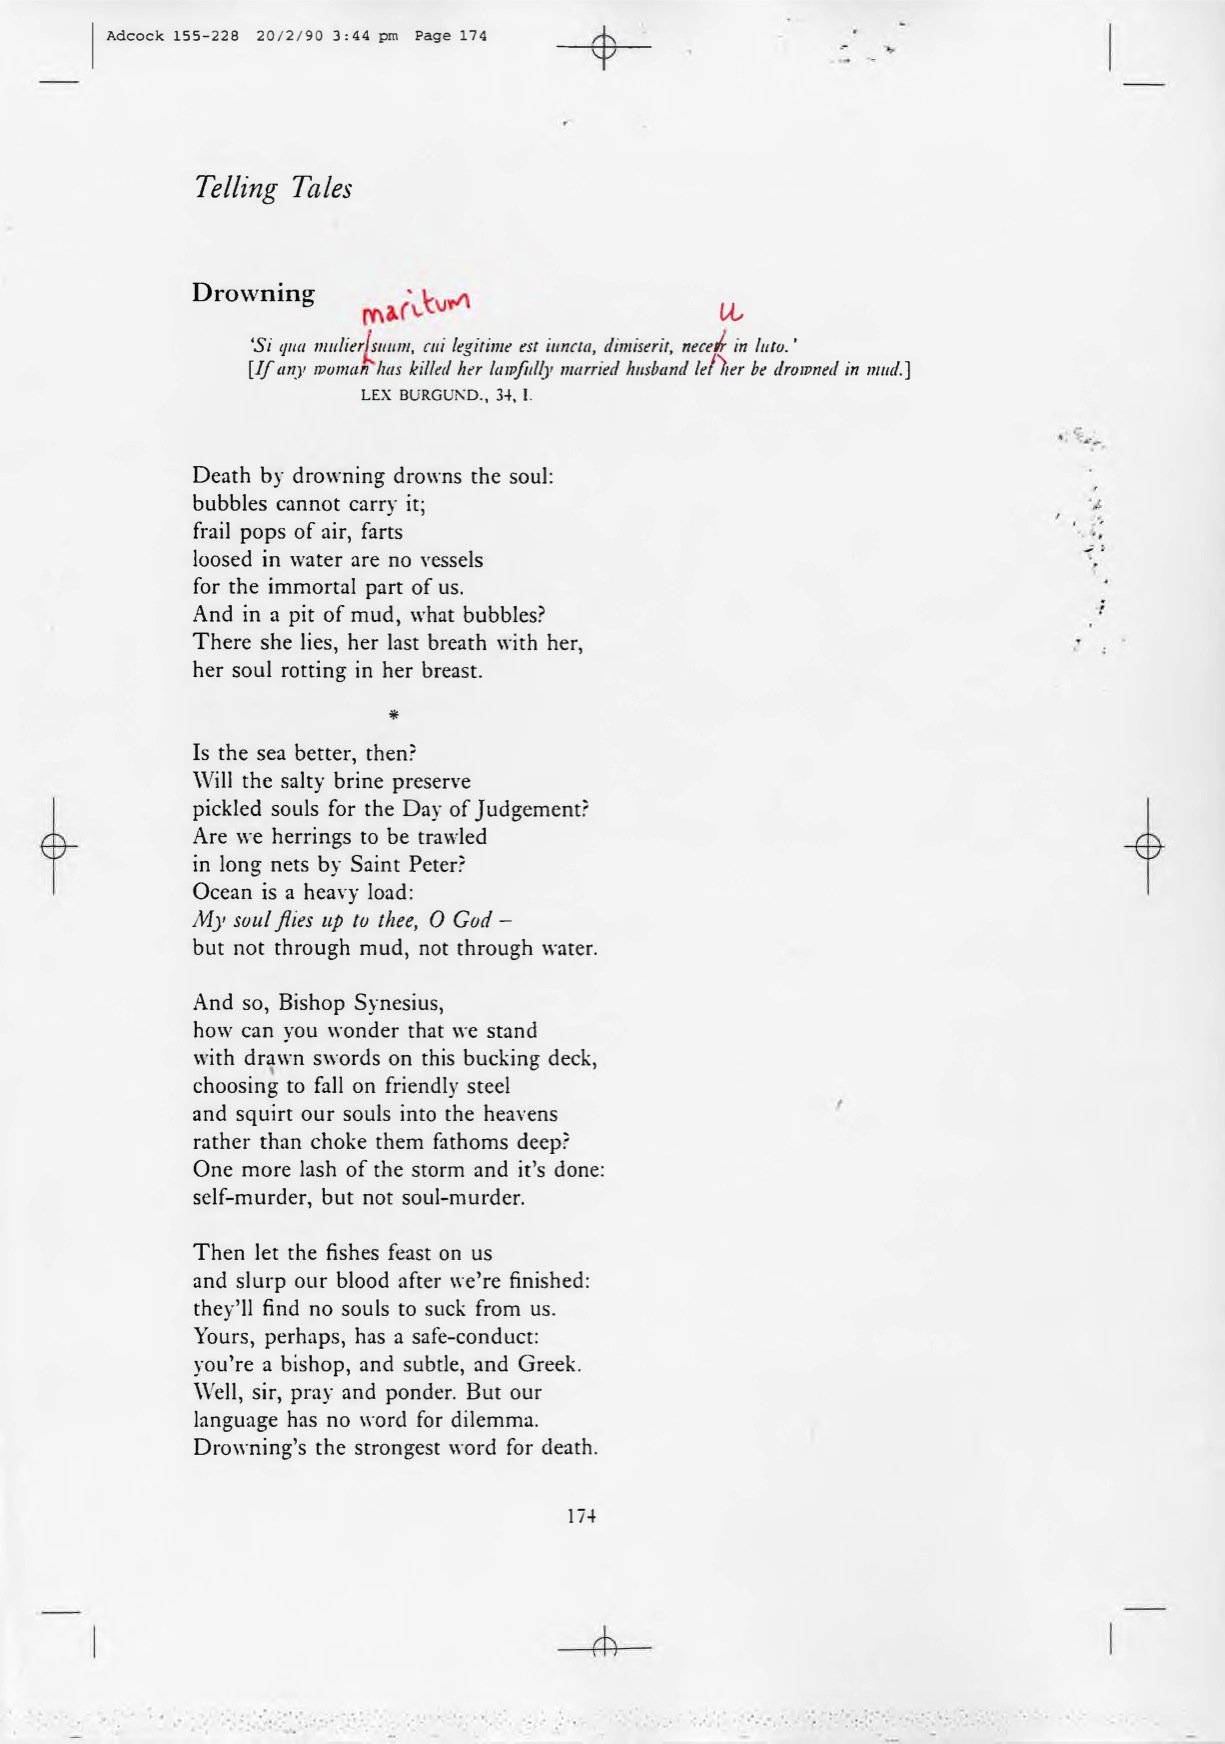 Adcock 155-228 20/2/90 3:44 pm Page 174
Telling Tales
Drowning
maritum
u
‘Si qua mulier suum, cui legitime est iuncta, dimiserit, necetr in luto.’
[If any woman has killed her lawfully married husband let her be drowned in mud.]
LEX BURGUND., 34, I.
Death by drowning drowns the soul:
bubbles cannot carry it;
frail pops of air, farts
loosed in water are no vessels
for the immortal part of us.
And in a pit of mud, what bubbles?
There she lies, her last breath with her,
her soul rotting in her breast.
*
Is the sea better, then?
Will the salty brine preserve
pickled souls for the Day of Judgement?
Are we herrings to be trawled
in long nets by Saint Peter?
Ocean is a heavy load:
My soul flies up to thee, O God –
but not through mud, not through water.
And so, Bishop Synesius,
how can you wonder that we stand
with drawn swords on this bucking deck,
choosing to fall on friendly steel
and squirt our souls into the heavens
rather than choke them fathoms deep?
One more lash of the storm and it's done:
self-murder, but not soul-murder.
Then let the fishes feast on us
and slurp our blood after we're finished:
they'll find no souls to suck from us.
Yours, perhaps, has a safe-conduct:
you're a bishop, and subtle, and Greek.
Well, sir, pray and ponder. But our
language has no word for dilemma.
Drowning's the strongest word for death.
174